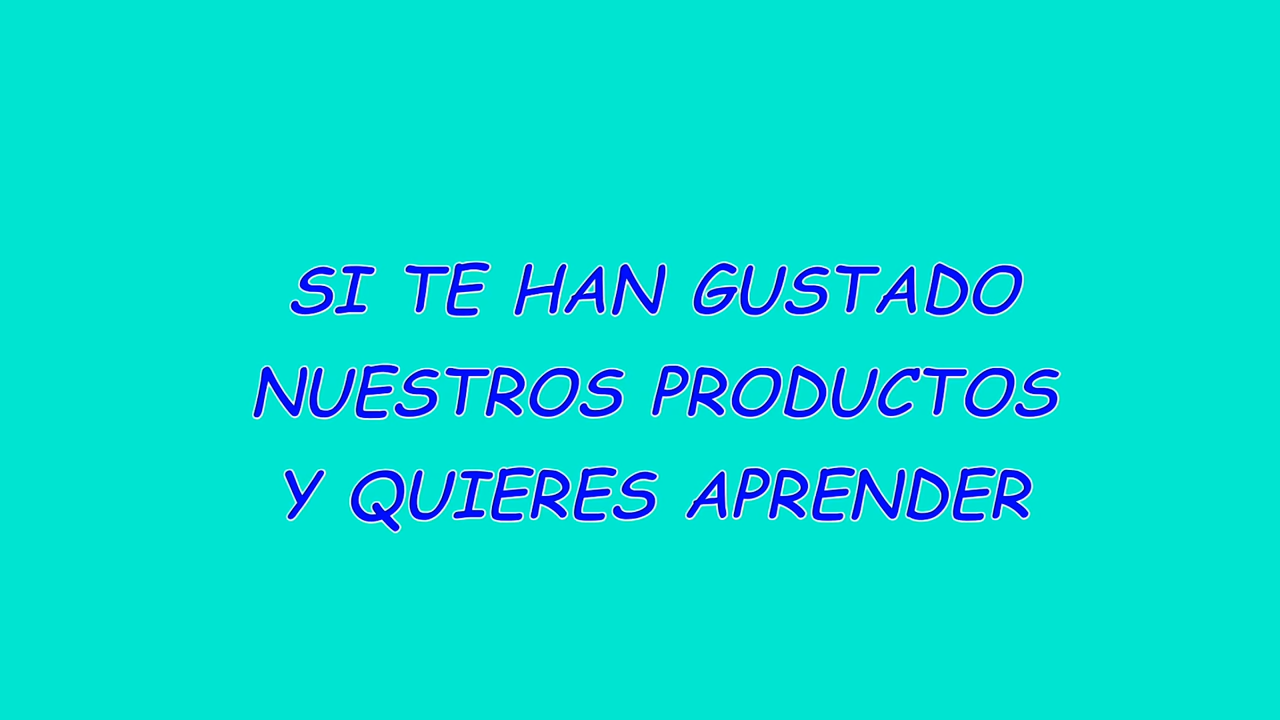 SI TE HAN GUSTADO
NUESTROS PRODUCTOS
Y QUIERES APRENDER